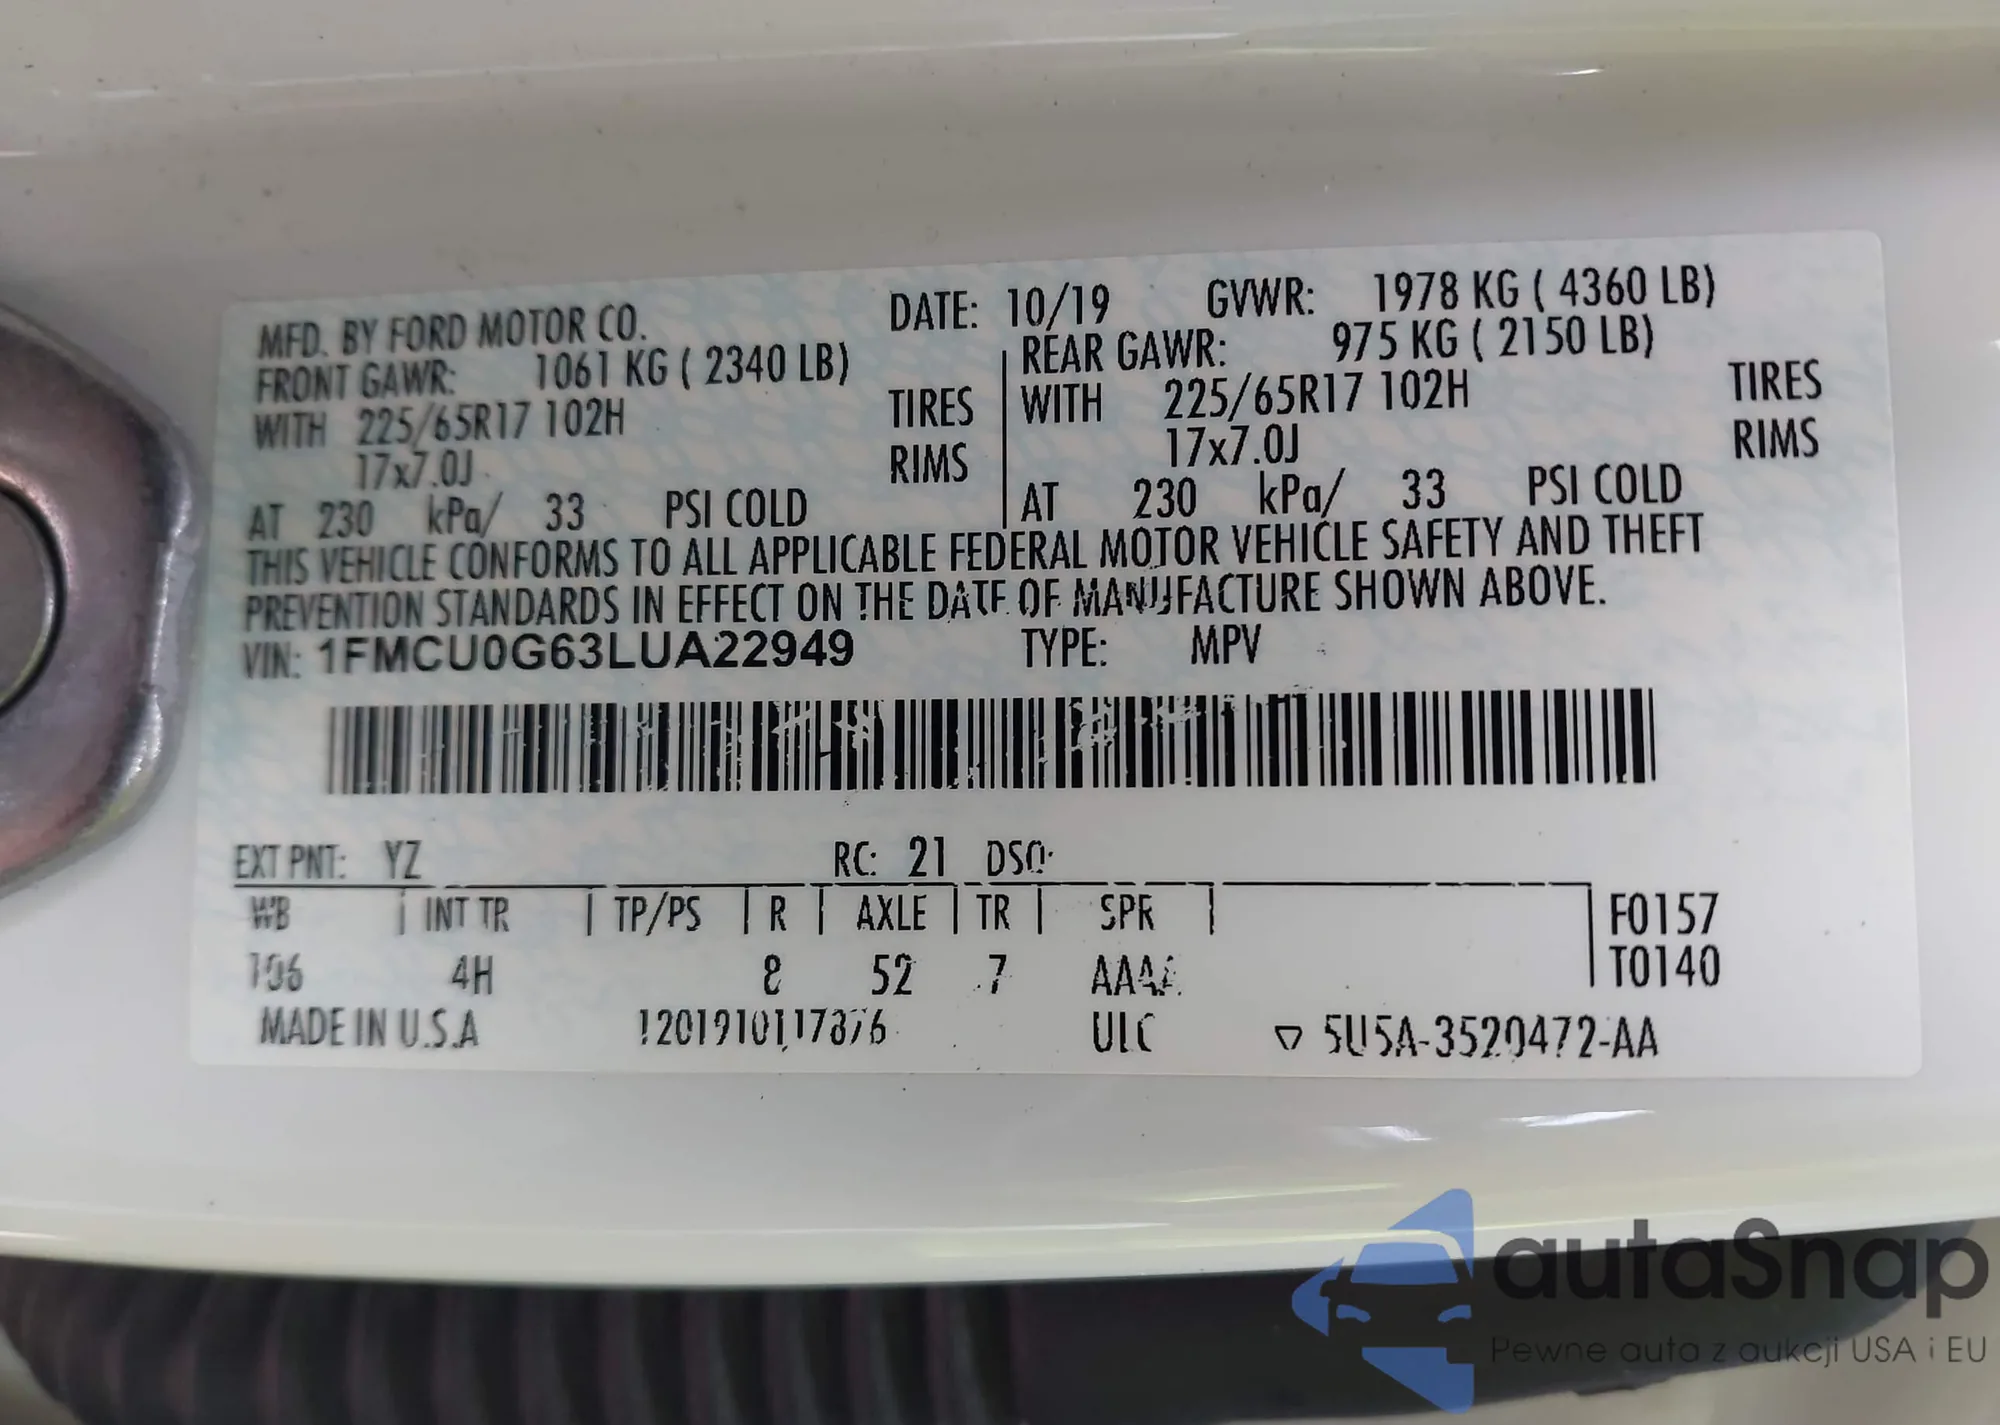 MFD. BY FORD MOTOR CO. DATE: 10/19 GVWR: 1978 KG ( 4360 LB)
FRONT GAWR: 1061 KG ( 2340 LB) REAR GAWR: 975 KG ( 2150 LB)
WITH 225/65R17 102H TIRES WITH 225/65R17 102H TIRES
17x7.0J RIMS 17x7.0J RIMS
AT 230 kPa/ 33 PSI COLD AT 230 kPa/ 33 PSI COLD
THIS VEHICLE CONFORMS TO ALL APPLICABLE FEDERAL MOTOR VEHICLE SAFETY AND THEFT
PREVENTION STANDARDS IN EFFECT ON THE DATE OF MANUFACTURE SHOWN ABOVE.
VIN: 1FMCU0G63LUA22949 TYPE: MPV
EXT PNT: YZ RC: 21 DSO:
WB INT TR TP/PS R AXLE TR SPR F0157
106 4H 8 52 7 AAAA T0140
MADE IN U.S.A 5U5A-3520472-AA
autoSnap
Pewne auta z aukcji USA i EU